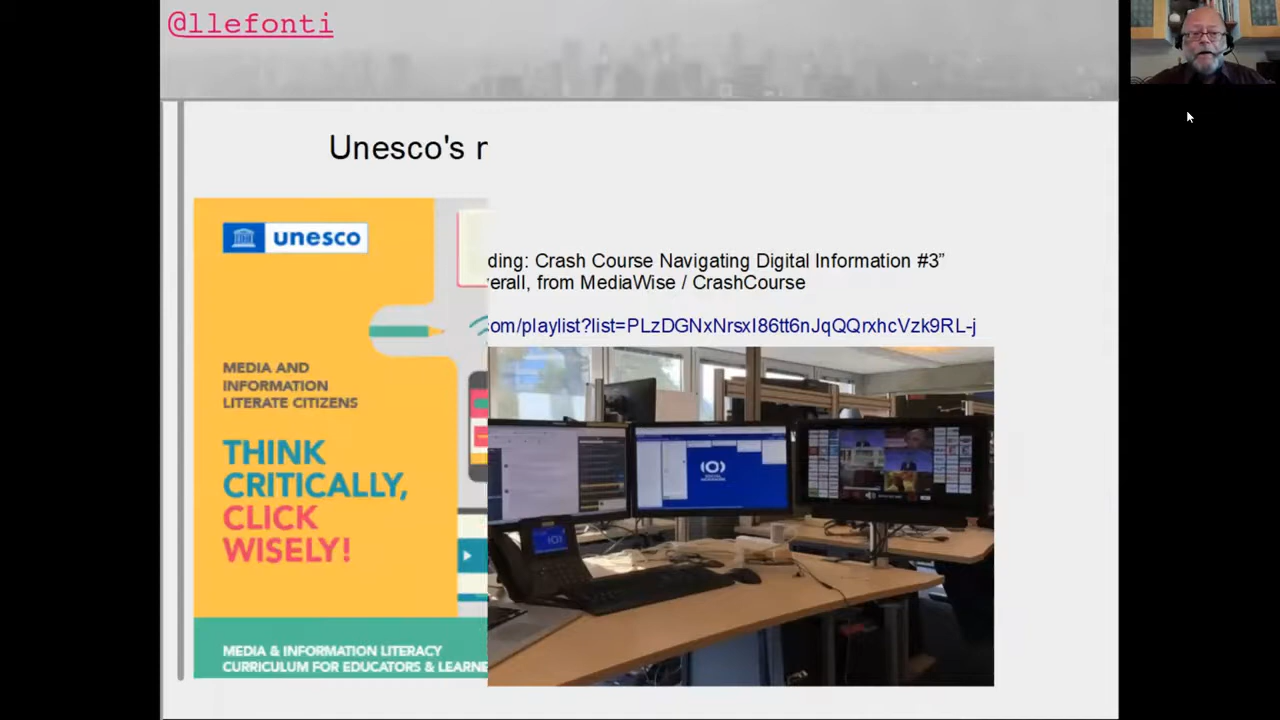 @llefonti
Unesco's r
unesco
MEDIA AND
INFORMATION
LITERATE CITIZENS
THINK
CRITICALLY,
CLICK
WISELY!
MEDIA & INFORMATION LITERACY
CURRICULUM FOR EDUCATORS & LEARNE
ding: Crash Course Navigating Digital Information #3”
erall, from MediaWise / CrashCourse
om/playlist?list=PLzDGNxNrsxI86tt6nJqQQrxhcVzk9RL-j